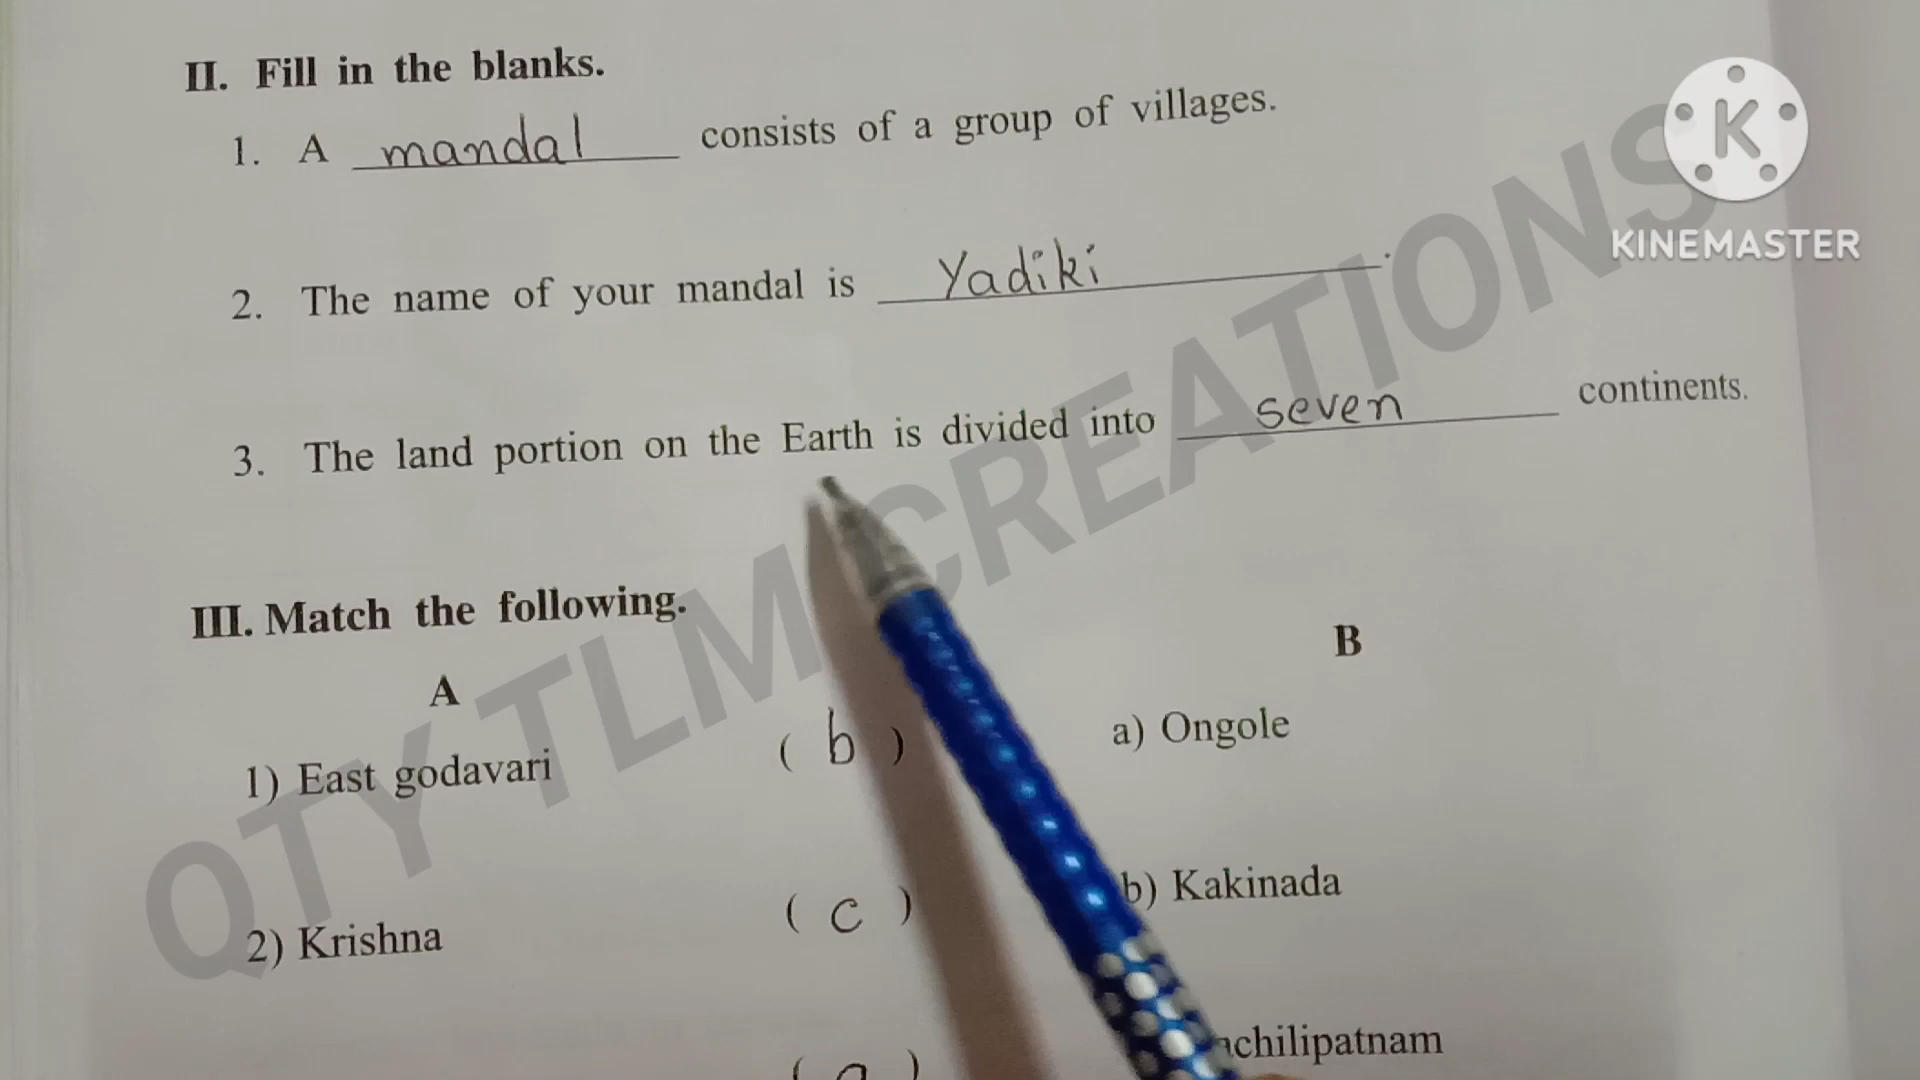 II. Fill in the blanks.
1. A mandal consists of a group of villages.
K
KINEMASTER
2. The name of your mandal is Yadiki.
3. The land portion on the Earth is divided into seven continents.
QTY TLM CREATIONS
III. Match the following.
A B
1) East godavari ( b ) a) Ongole
2) Krishna ( c ) b) Kakinada
( a ) achilipatnam